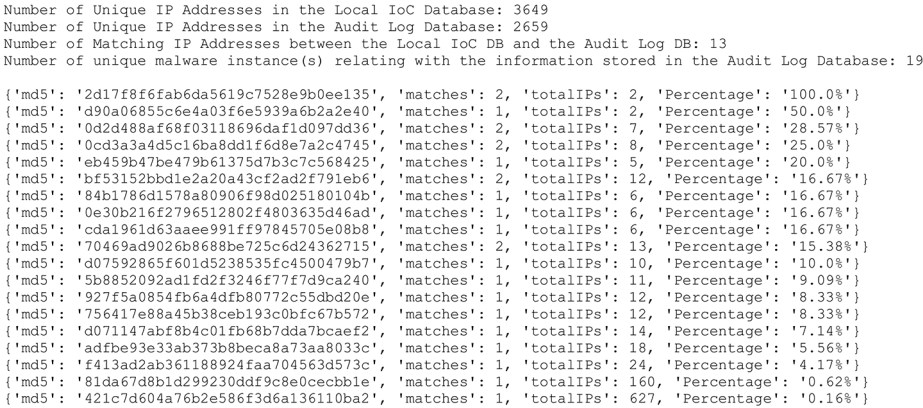 Number of Unique IP Addresses in the Local IoC Database: 3649
Number of Unique IP Addresses in the Audit Log Database: 2659
Number of Matching IP Addresses between the Local IoC DB and the Audit Log DB: 13
Number of unique malware instance(s) relating with the information stored in the Audit Log Database: 19
{'md5': '2d17f8f6fab6da5619c7528e9b0ee135', 'matches': 2, 'totalIPs': 2, 'Percentage': '100.0%'}
{'md5': 'd90a06855c6e4a03f6e5939a6b2a2e40', 'matches': 1, 'totalIPs': 2, 'Percentage': '50.0%'}
{'md5': '0d2d488af68f03118696daf1d097dd36', 'matches': 2, 'totalIPs': 7, 'Percentage': '28.57%'}
{'md5': '0cd3a3a4d5c16ba8dd1f6d8e7a2c4745', 'matches': 2, 'totalIPs': 8, 'Percentage': '25.0%'}
{'md5': 'eb459b47be479b61375d7b3c7c568425', 'matches': 1, 'totalIPs': 5, 'Percentage': '20.0%'}
{'md5': 'bf53152bbd1e2a20a43cf2ad2f791eb6', 'matches': 2, 'totalIPs': 12, 'Percentage': '16.67%'}
{'md5': '84b1786d1578a80906f98d025180104b', 'matches': 1, 'totalIPs': 6, 'Percentage': '16.67%'}
{'md5': '0e30b216f2796512802f4803635d46ad', 'matches': 1, 'totalIPs': 6, 'Percentage': '16.67%'}
{'md5': 'cda1961d63aaee991ff97845705e08b8', 'matches': 1, 'totalIPs': 6, 'Percentage': '16.67%'}
{'md5': '70469ad9026b8688be725c6d24362715', 'matches': 2, 'totalIPs': 13, 'Percentage': '15.38%'}
{'md5': 'd07592865f601d5238535fc4500479b7', 'matches': 1, 'totalIPs': 10, 'Percentage': '10.0%'}
{'md5': '5b8852092ad1fd2f3246f77f7d9ca240', 'matches': 1, 'totalIPs': 11, 'Percentage': '9.09%'}
{'md5': '927f5a0854fb6a4dfb80772c55dbd20e', 'matches': 1, 'totalIPs': 12, 'Percentage': '8.33%'}
{'md5': '756417e88a45b38ceb193c0bfc67b572', 'matches': 1, 'totalIPs': 12, 'Percentage': '8.33%'}
{'md5': 'd071147abf8b4c01fb68b7dda7bcaef2', 'matches': 1, 'totalIPs': 14, 'Percentage': '7.14%'}
{'md5': 'adfbe93e33ab373b8beca8a73aa8033c', 'matches': 1, 'totalIPs': 18, 'Percentage': '5.56%'}
{'md5': 'f413ad2ab361188924faa704563d573c', 'matches': 1, 'totalIPs': 24, 'Percentage': '4.17%'}
{'md5': '81da67d8b1d299230ddf9c8e0cecbb1e', 'matches': 1, 'totalIPs': 160, 'Percentage': '0.62%'}
{'md5': '421c7d604a76b2e586f3d6a136110ba2', 'matches': 1, 'totalIPs': 627, 'Percentage': '0.16%'}